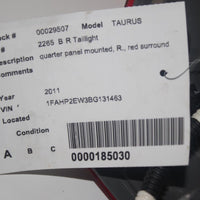 ock # 00029507 Model TAURUS
# 2265 B R Taillight
Description quarter panel mounted, R., red surround
omments
Year 2011
VIN 1FAHP2EW3BG131463
Located
Condition
A B C 0000185030